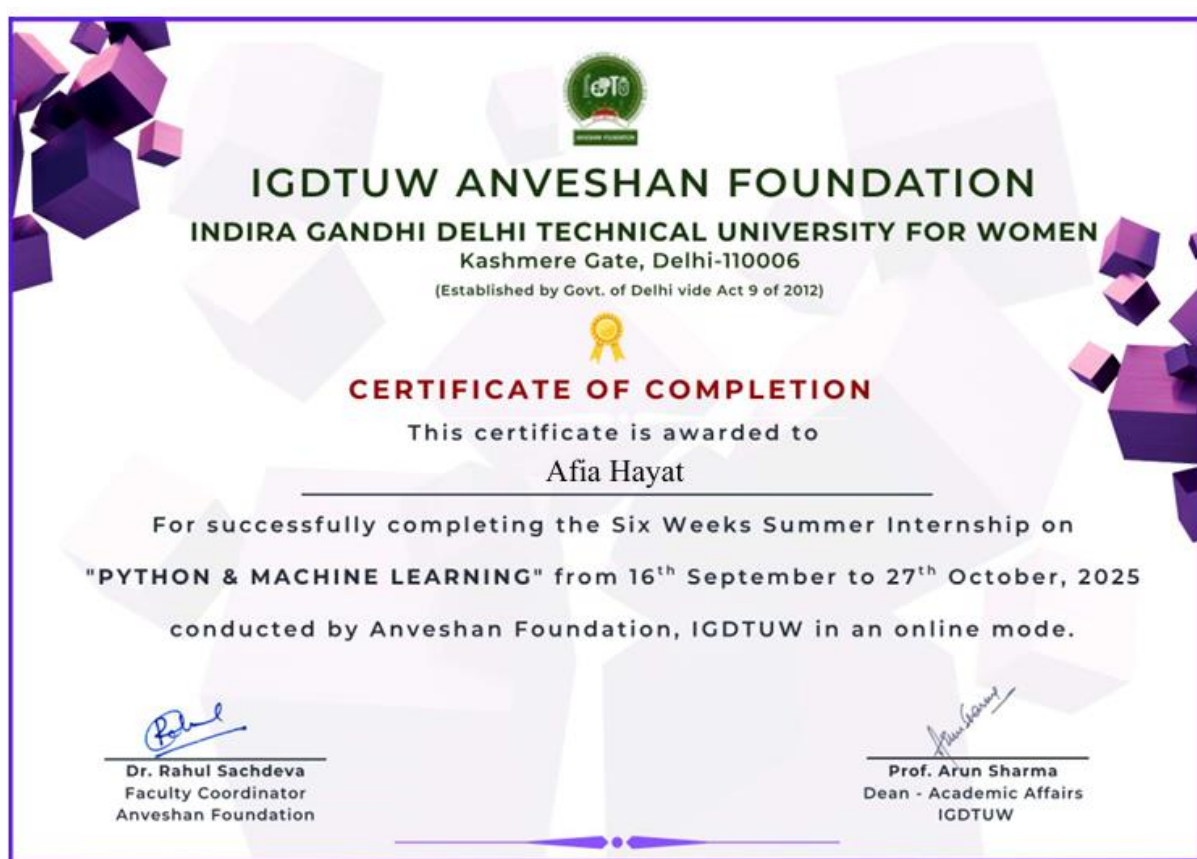 IGDTUW ANVESHAN FOUNDATION
INDIRA GANDHI DELHI TECHNICAL UNIVERSITY FOR WOMEN
Kashmere Gate, Delhi-110006
(Established by Govt. of Delhi vide Act 9 of 2012)
CERTIFICATE OF COMPLETION
This certificate is awarded to
Afia Hayat
For successfully completing the Six Weeks Summer Internship on
"PYTHON & MACHINE LEARNING" from 16th September to 27th October, 2025
conducted by Anveshan Foundation, IGDTUW in an online mode.
Dr. Rahul Sachdeva
Faculty Coordinator
Anveshan Foundation
Prof. Arun Sharma
Dean - Academic Affairs
IGDTUW